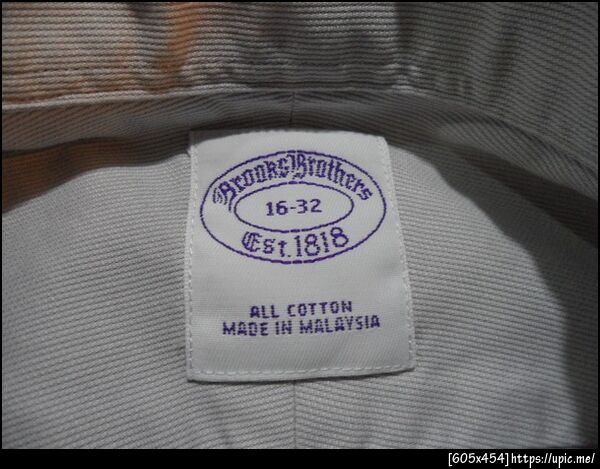 Brooks Brothers
16-32
Est. 1818
ALL COTTON
MADE IN MALAYSIA
[605x454]https://upic.me/